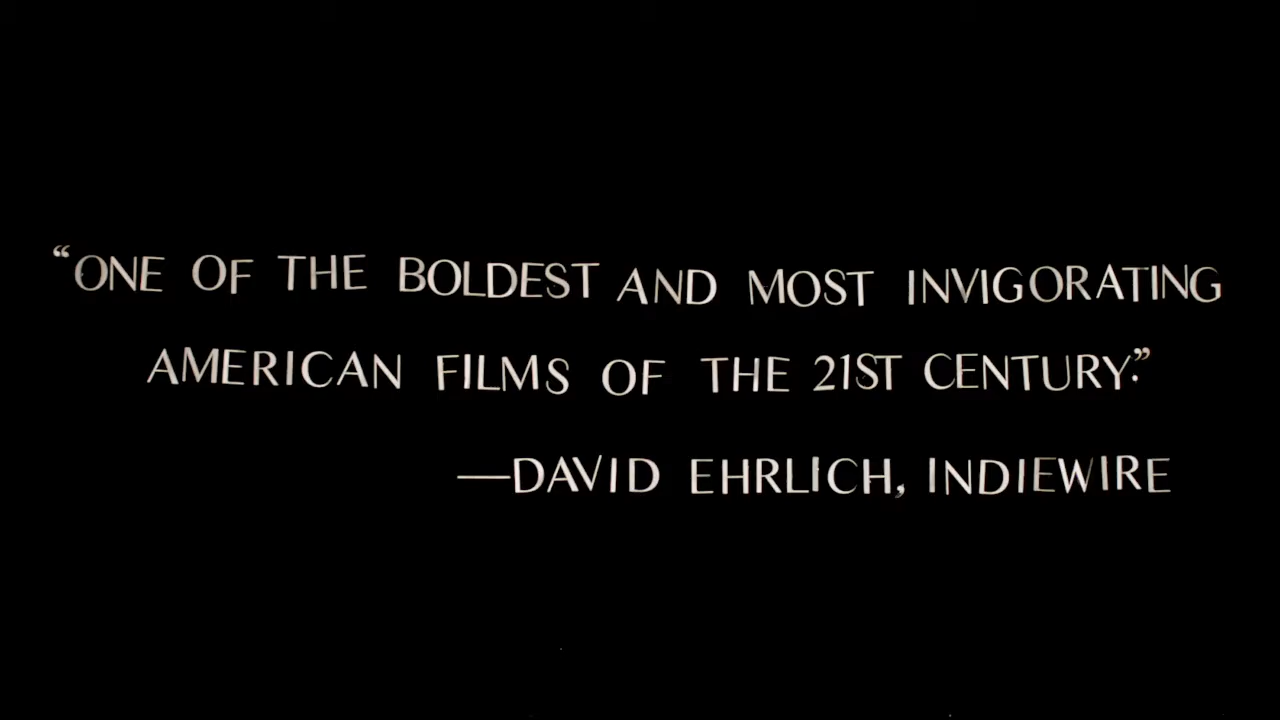 “ONE OF THE BOLDEST AND MOST INVIGORATING
AMERICAN FILMS OF THE 21ST CENTURY.”
—DAVID EHRLICH, INDIEWIRE